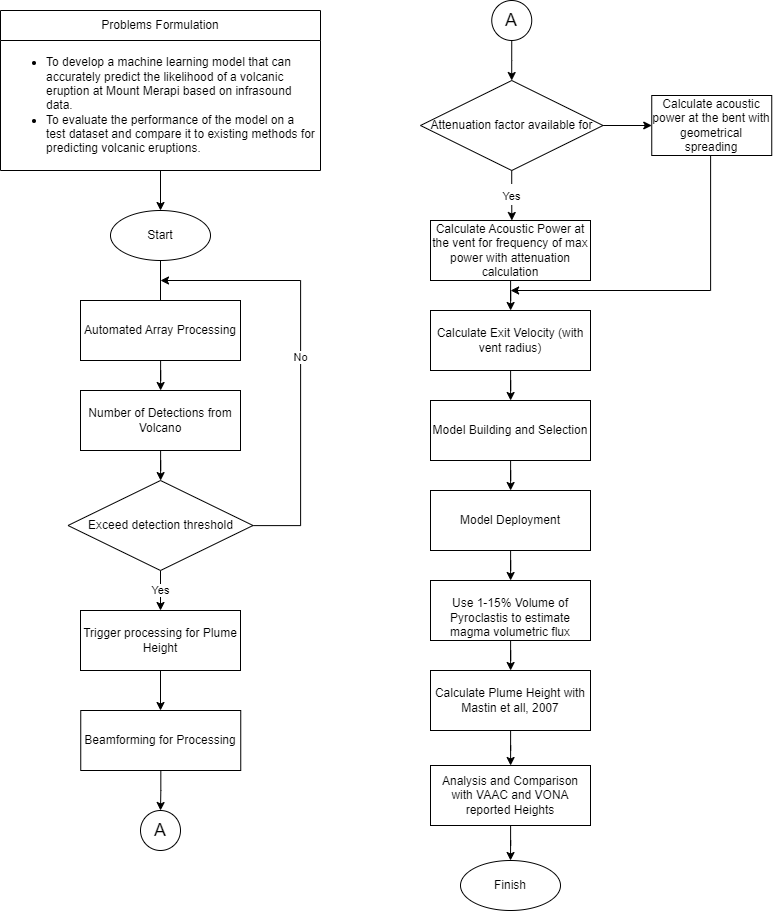 Problems Formulation
To develop a machine learning model that can
accurately predict the likelihood of a volcanic
eruption at Mount Merapi based on infrasound
data.
To evaluate the performance of the model on a
test dataset and compare it to existing methods for
predicting volcanic eruptions.
Start
Automated Array Processing
No
Number of Detections from
Volcano
Exceed detection threshold
Yes
Trigger processing for Plume
Height
Beamforming for Processing
A
A
Attenuation factor available for
Calculate acoustic
power at the bent with
geometrical
spreading
Yes
Calculate Acoustic Power at
the vent for frequency of max
power with attenuation
calculation
Calculate Exit Velocity (with
vent radius)
Model Building and Selection
Model Deployment
Use 1-15% Volume of
Pyroclastis to estimate
magma volumetric flux
Calculate Plume Height with
Mastin et all, 2007
Analysis and Comparison
with VAAC and VONA
reported Heights
Finish